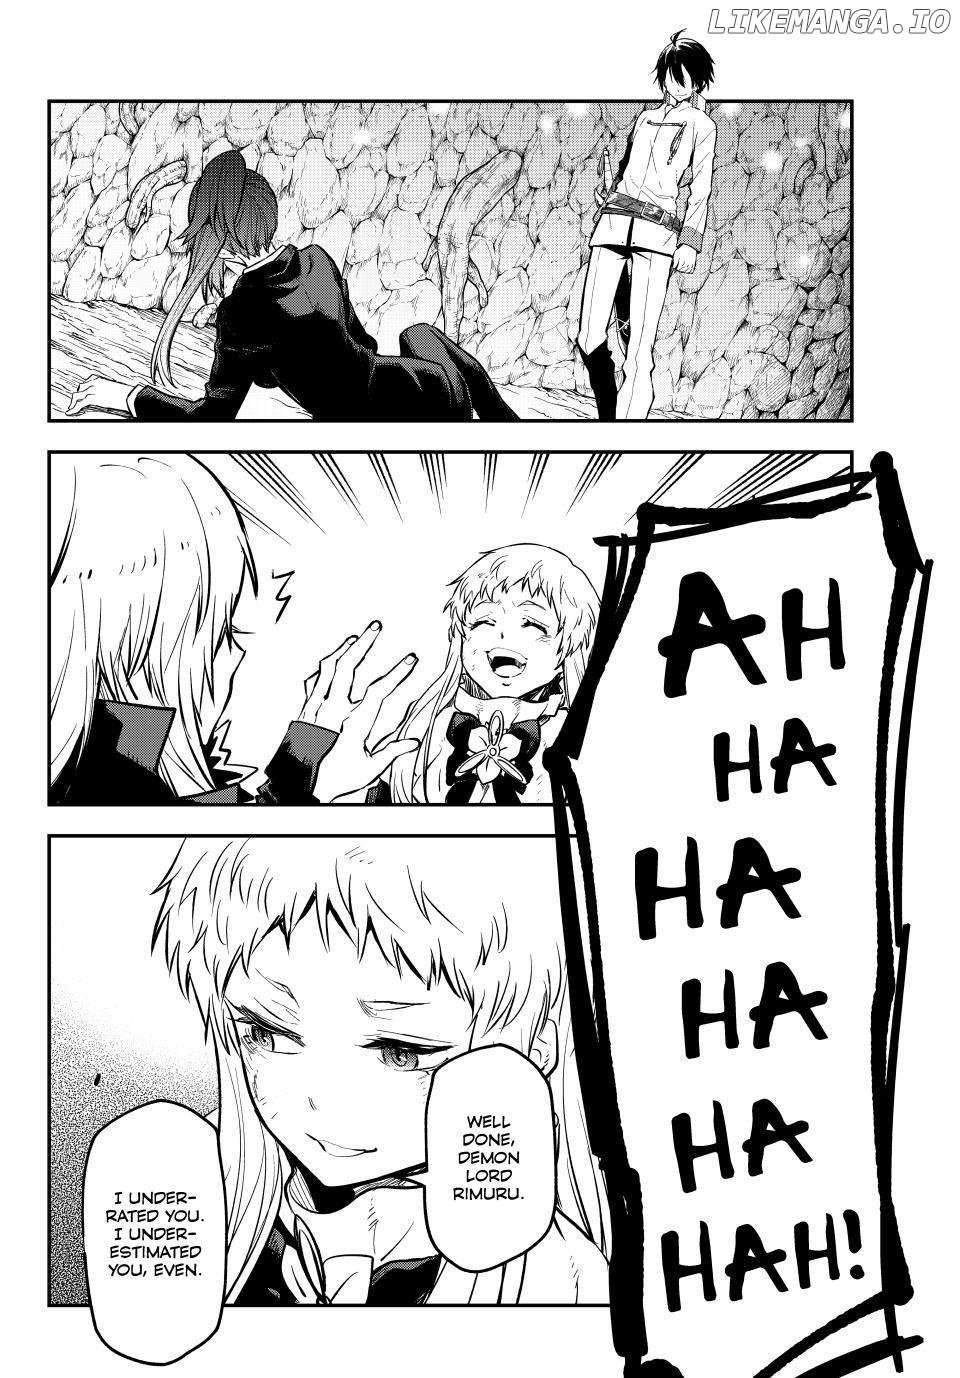 LIKEMANGA.IO
AH
HA
HA
HA
HA
HAH!
WELL
DONE,
DEMON
LORD
RIMURU.
I UNDER-
RATED YOU.
I UNDER-
ESTIMATED
YOU, EVEN.